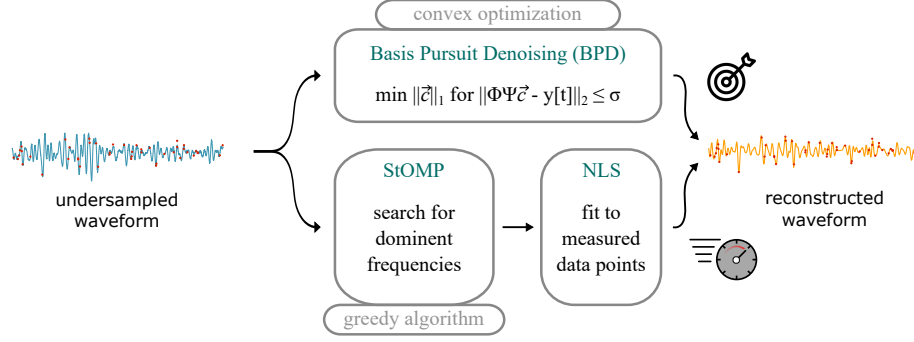 convex optimization
Basis Pursuit Denoising (BPD)
min ||c⃗||₁ for ||ΦΨc⃗ - y[t]||₂ ≤ σ
undersampled
waveform
StOMP
search for
dominent
frequencies
greedy algorithm
NLS
fit to
measured
data points
reconstructed
waveform